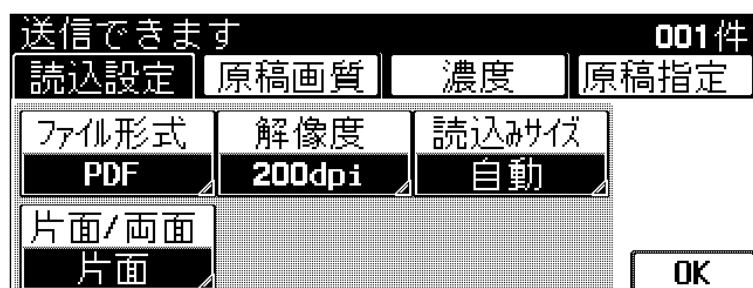 送信できます 001件
読込設定 原稿画質 濃度 原稿指定
ファイル形式 解像度 読込みサイズ
PDF 200dpi 自動
片面/両面
片面 OK